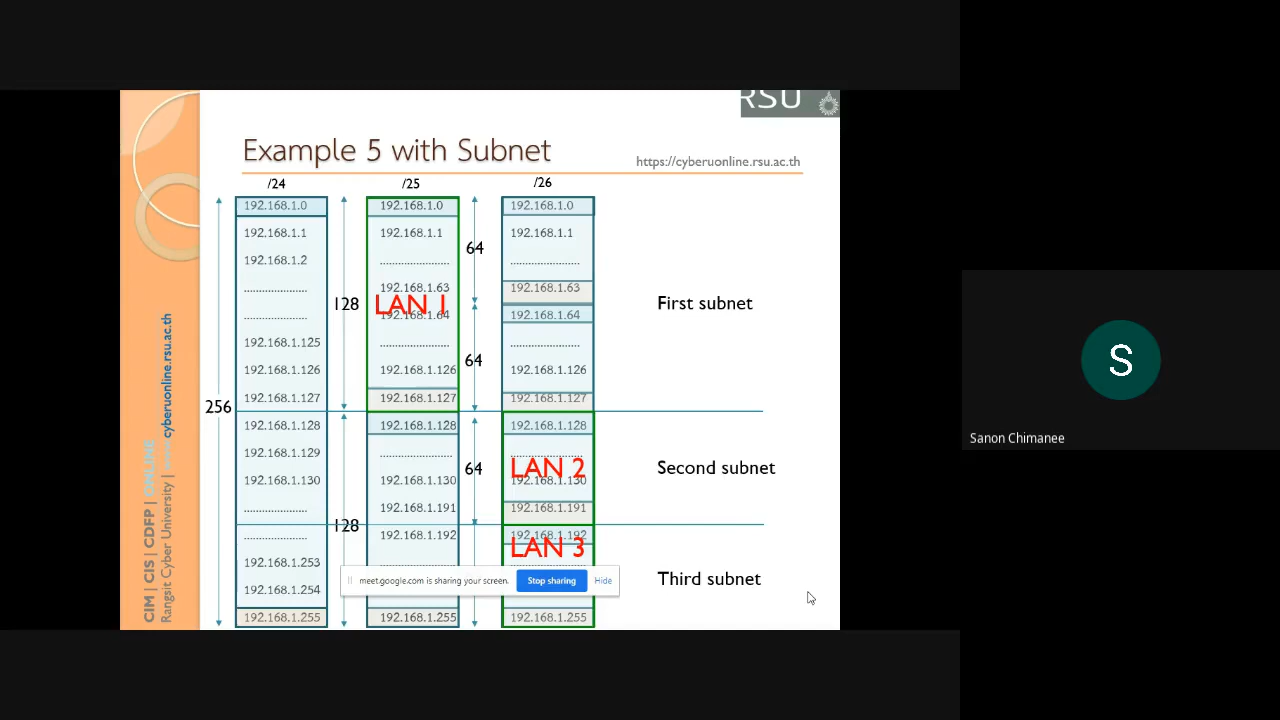 RSU
Example 5 with Subnet
https://cyberuonline.rsu.ac.th
/24 /25 /26
192.168.1.0 192.168.1.0 192.168.1.0
192.168.1.1 192.168.1.1 64 192.168.1.1
192.168.1.2 ..................... .....................
................... 192.168.1.63 192.168.1.63
128 LAN 1 First subnet
................... 192.168.1.64 192.168.1.64
192.168.1.125 ..................... .....................
192.168.1.126 192.168.1.126 64 192.168.1.126
192.168.1.127 192.168.1.127 192.168.1.127
256
192.168.1.128 192.168.1.128 192.168.1.128
192.168.1.129 ..................... .....................
64 LAN 2 Second subnet
192.168.1.130 192.168.1.130 192.168.1.130
................... 192.168.1.191 192.168.1.191
128
................... 192.168.1.192 192.168.1.192
LAN 3
192.168.1.253
meet.google.com is sharing your screen. Stop sharing Hide
Third subnet
192.168.1.254
192.168.1.255 192.168.1.255 192.168.1.255
CIM | CIS | CDFP | ONLINE
Rangsit Cyber University | cyberuonline.rsu.ac.th
S
Sanon Chimanee